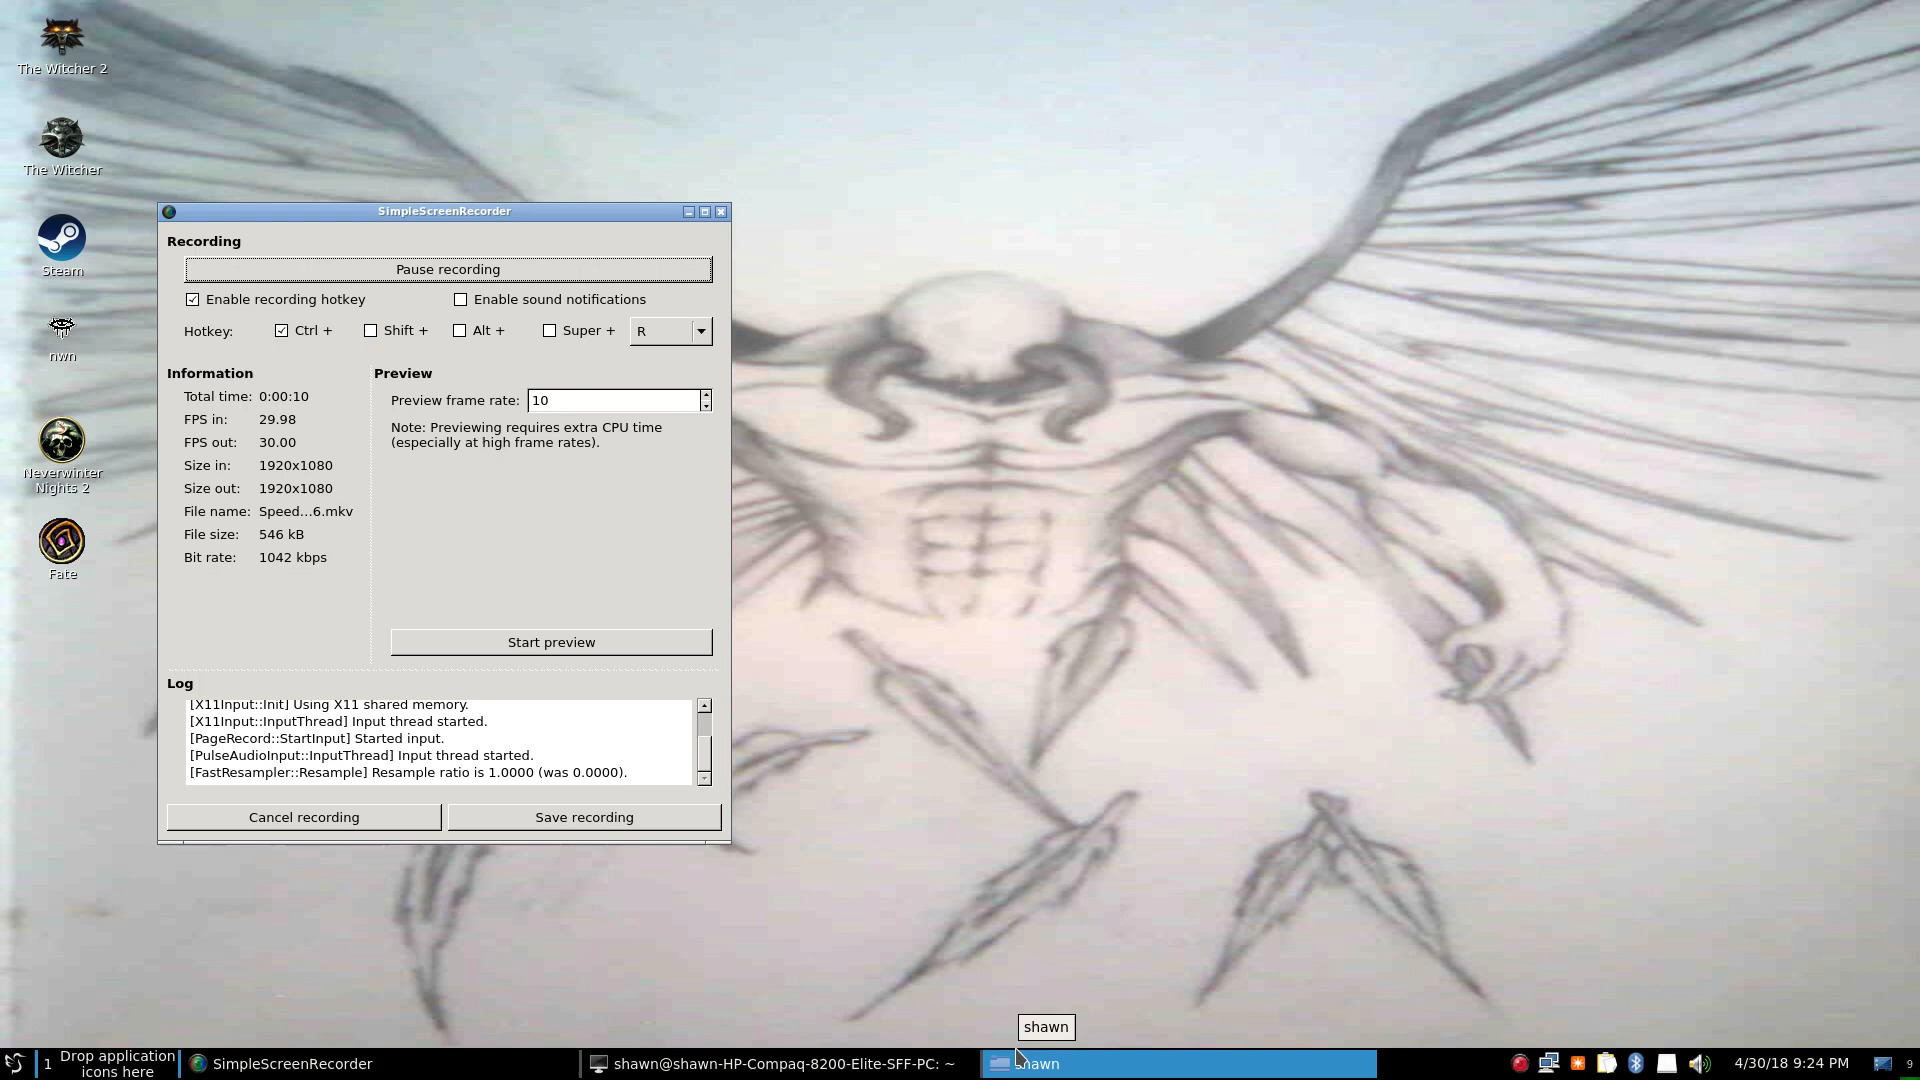 The Witcher 2
The Witcher
Steam
nwn
Neverwinter
Nights 2
Fate
SimpleScreenRecorder
Recording
Pause recording
Enable recording hotkey
Enable sound notifications
Hotkey:
Ctrl +
Shift +
Alt +
Super +
R
Information
Total time: 0:00:10
FPS in: 29.98
FPS out: 30.00
Size in: 1920x1080
Size out: 1920x1080
File name: Speed...6.mkv
File size: 546 kB
Bit rate: 1042 kbps
Preview
Preview frame rate: 10
Note: Previewing requires extra CPU time
(especially at high frame rates).
Start preview
Log
[X11Input::Init] Using X11 shared memory.
[X11Input::InputThread] Input thread started.
[PageRecord::StartInput] Started input.
[PulseAudioInput::InputThread] Input thread started.
[FastResampler::Resample] Resample ratio is 1.0000 (was 0.0000).
Cancel recording
Save recording
shawn
1
Drop application
icons here
SimpleScreenRecorder
shawn@shawn-HP-Compaq-8200-Elite-SFF-PC: ~
shawn
4/30/18 9:24 PM
9